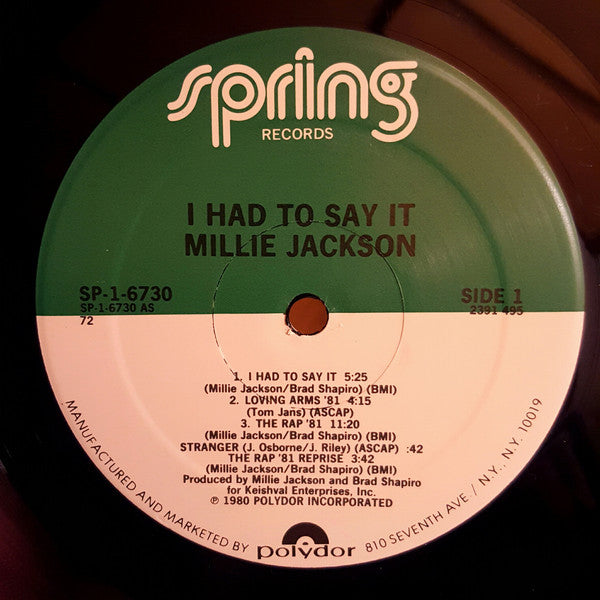 spring
RECORDS
I HAD TO SAY IT
MILLIE JACKSON
SP-1-6730
SP-1-6730 AS
72
SIDE 1
2391 495
1. I HAD TO SAY IT 5:25
(Millie Jackson/Brad Shapiro) (BMI)
2. LOVING ARMS '81 4:15
(Tom Jans) (ASCAP)
3. THE RAP '81 11:20
(Millie Jackson/Brad Shapiro) (BMI)
STRANGER (J. Osborne/J. Riley) (ASCAP) :42
THE RAP '81 REPRISE 3:42
(Millie Jackson/Brad Shapiro) (BMI)
Produced by Millie Jackson and Brad Shapiro
for Keishval Enterprises, Inc.
℗ 1980 POLYDOR INCORPORATED
MANUFACTURED AND MARKETED BY polydor 810 SEVENTH AVE / N.Y., N.Y. 10019